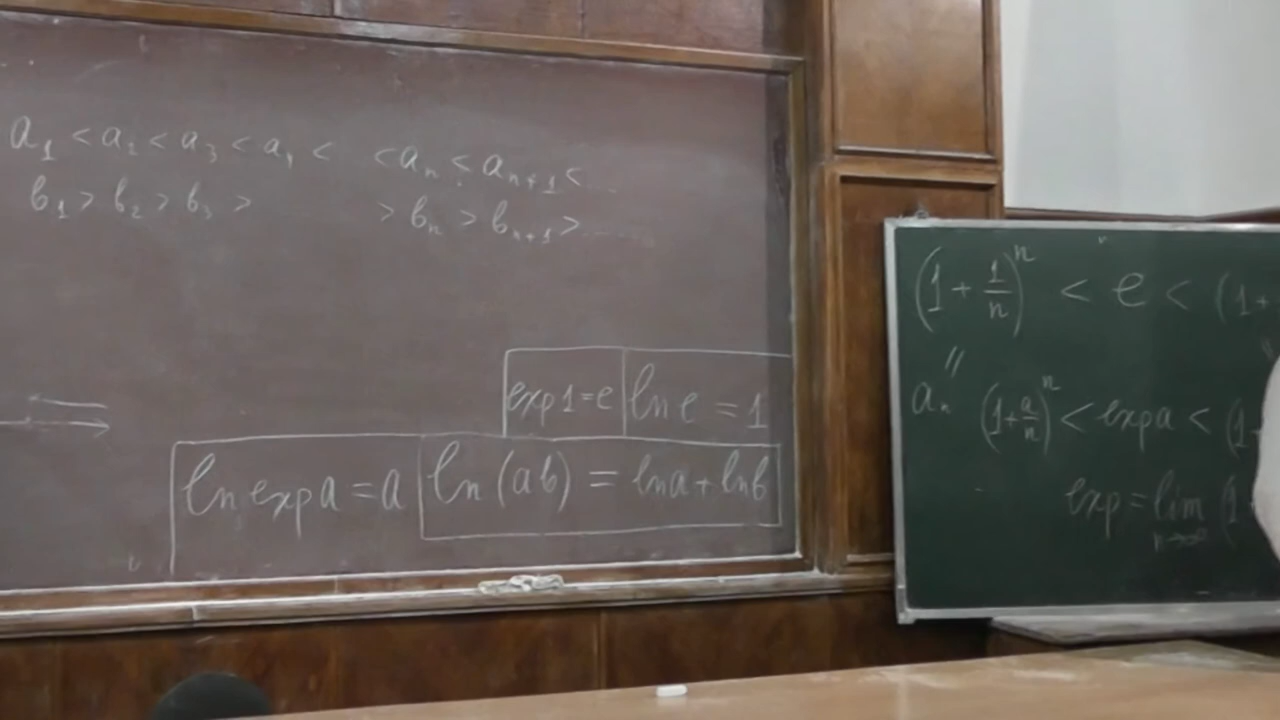 a₁ < a₂ < a₃ < a₄ < < aₙ < aₙ₊₁ < ...
b₁ > b₂ > b₃ > > bₙ > bₙ₊₁ > ......
exp 1 = e ln e = 1
ln exp a = a ln (ab) = ln a + ln b
(1 + 1/n)ⁿ < e < (1 +
"
aₙ (1 + a/n)ⁿ < exp a < (1 +
exp = lim (1